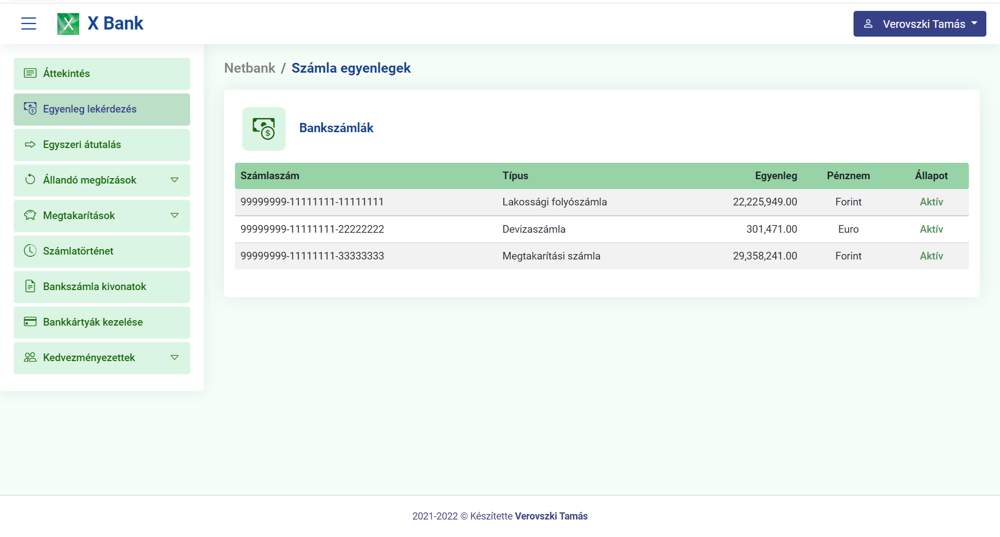 X Bank
Verovszki Tamás
Áttekintés
Egyenleg lekérdezés
Egyszeri átutalás
Állandó megbízások
Megtakarítások
Számlatörténet
Bankszámla kivonatok
Bankkártyák kezelése
Kedvezményezettek
Netbank / Számla egyenlegek
Bankszámlák
Számlaszám Típus Egyenleg Pénznem Állapot
99999999-11111111-11111111 Lakossági folyószámla 22,225,949.00 Forint Aktív
99999999-11111111-22222222 Devizaszámla 301,471.00 Euro Aktív
99999999-11111111-33333333 Megtakarítási számla 29,358,241.00 Forint Aktív
2021-2022 © Készítette Verovszki Tamás